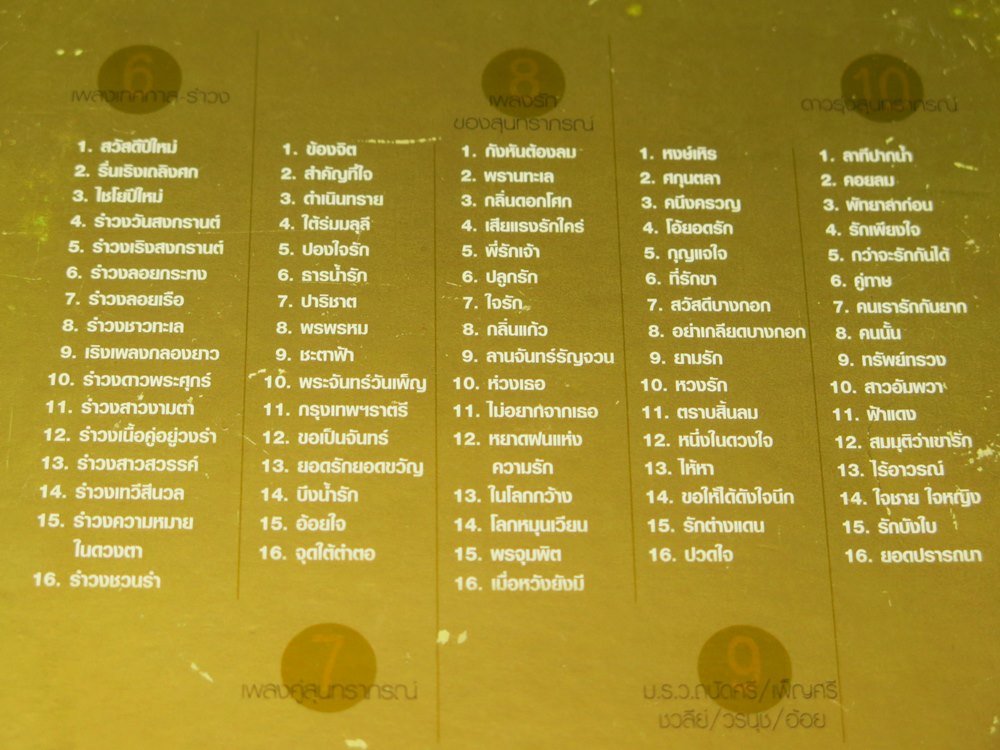 6
เพลงเทศกาล-รำวง
1. สวัสดีปีใหม่
2. รื่นเริงเถลิงศก
3. ไชโยปีใหม่
4. รำวงวันสงกรานต์
5. รำวงเริงสงกรานต์
6. รำวงลอยกระทง
7. รำวงลอยเรือ
8. รำวงชาวทะเล
9. เริงเพลงกลองยาว
10. รำวงดาวพระศุกร์
11. รำวงสาวงามตา
12. รำวงเนื้อคู่อยู่วงรำ
13. รำวงสาวสวรรค์
14. รำวงเทวีสีนวล
15. รำวงความหมาย
ในดวงตา
16. รำวงชวนรำ
1. ข้องจิต
2. สำคัญที่ใจ
3. ดำเนินทราย
4. ใต้ร่มมลุลี
5. ปองใจรัก
6. ธารน้ำรัก
7. ปาริชาต
8. พรพรหม
9. ชะตาฟ้า
10. พระจันทร์วันเพ็ญ
11. กรุงเทพฯราตรี
12. ขอเป็นจันทร์
13. ยอดรักยอดขวัญ
14. บึงน้ำรัก
15. อ้อยใจ
16. จุดใต้ตำตอ
7
เพลงคู่สุนทราภรณ์
8
เพลงรัก
ของสุนทราภรณ์
1. กังหันต้องลม
2. พรานทะเล
3. กลิ่นดอกโศก
4. เสียแรงรักใคร่
5. พี่รักเจ้า
6. ปลูกรัก
7. ใจรัก
8. กลิ่นแก้ว
9. ลานจันทร์รัญจวน
10. ห่วงเธอ
11. ไม่อยากจากเธอ
12. หยาดฝนแห่ง
ความรัก
13. ในโลกกว้าง
14. โลกหมุนเวียน
15. พรจุมพิต
16. เมื่อหวังยังมี
1. หงษ์เหิร
2. ศกุนตลา
3. คนึงครวญ
4. โอ้ยอดรัก
5. กุญแจใจ
6. ที่รักขา
7. สวัสดีบางกอก
8. อย่าเกลียดบางกอก
9. ยามรัก
10. หวงรัก
11. ตราบสิ้นลม
12. หนึ่งในดวงใจ
13. ไห้หา
14. ขอให้ได้ดังใจนึก
15. รักต่างแดน
16. ปวดใจ
9
ม.ร.ว.ถนัดศรี/เพ็ญศรี
ชวลีย์/วรนุช/อ้อย
10
ดาวรุ่งสุนทราภรณ์
1. ลาทีปากน้ำ
2. คอยลม
3. พัทยาลาก่อน
4. รักเพียงใจ
5. กว่าจะรักกันได้
6. คู่ทาษ
7. คนเรารักกันยาก
8. คนนั้น
9. ทรัพย์ทรวง
10. สาวอัมพวา
11. ฟ้าแดง
12. สมมุติว่าเขารัก
13. ไร้อาวรณ์
14. ใจชาย ใจหญิง
15. รักบังใบ
16. ยอดปรารถนา